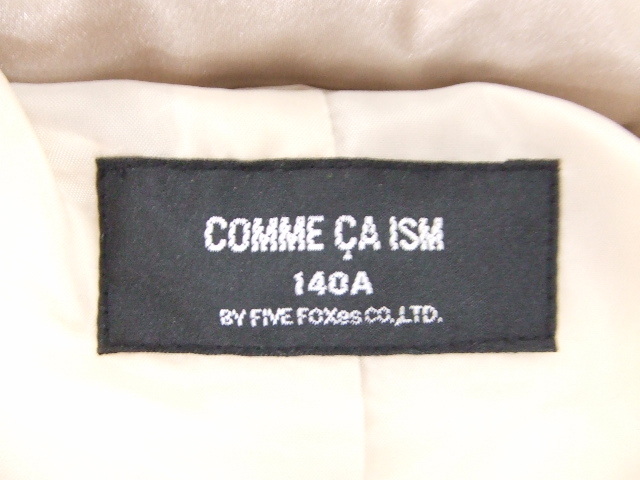 COMME ÇA ISM
140A
BY FIVE FOXes CO.,LTD.